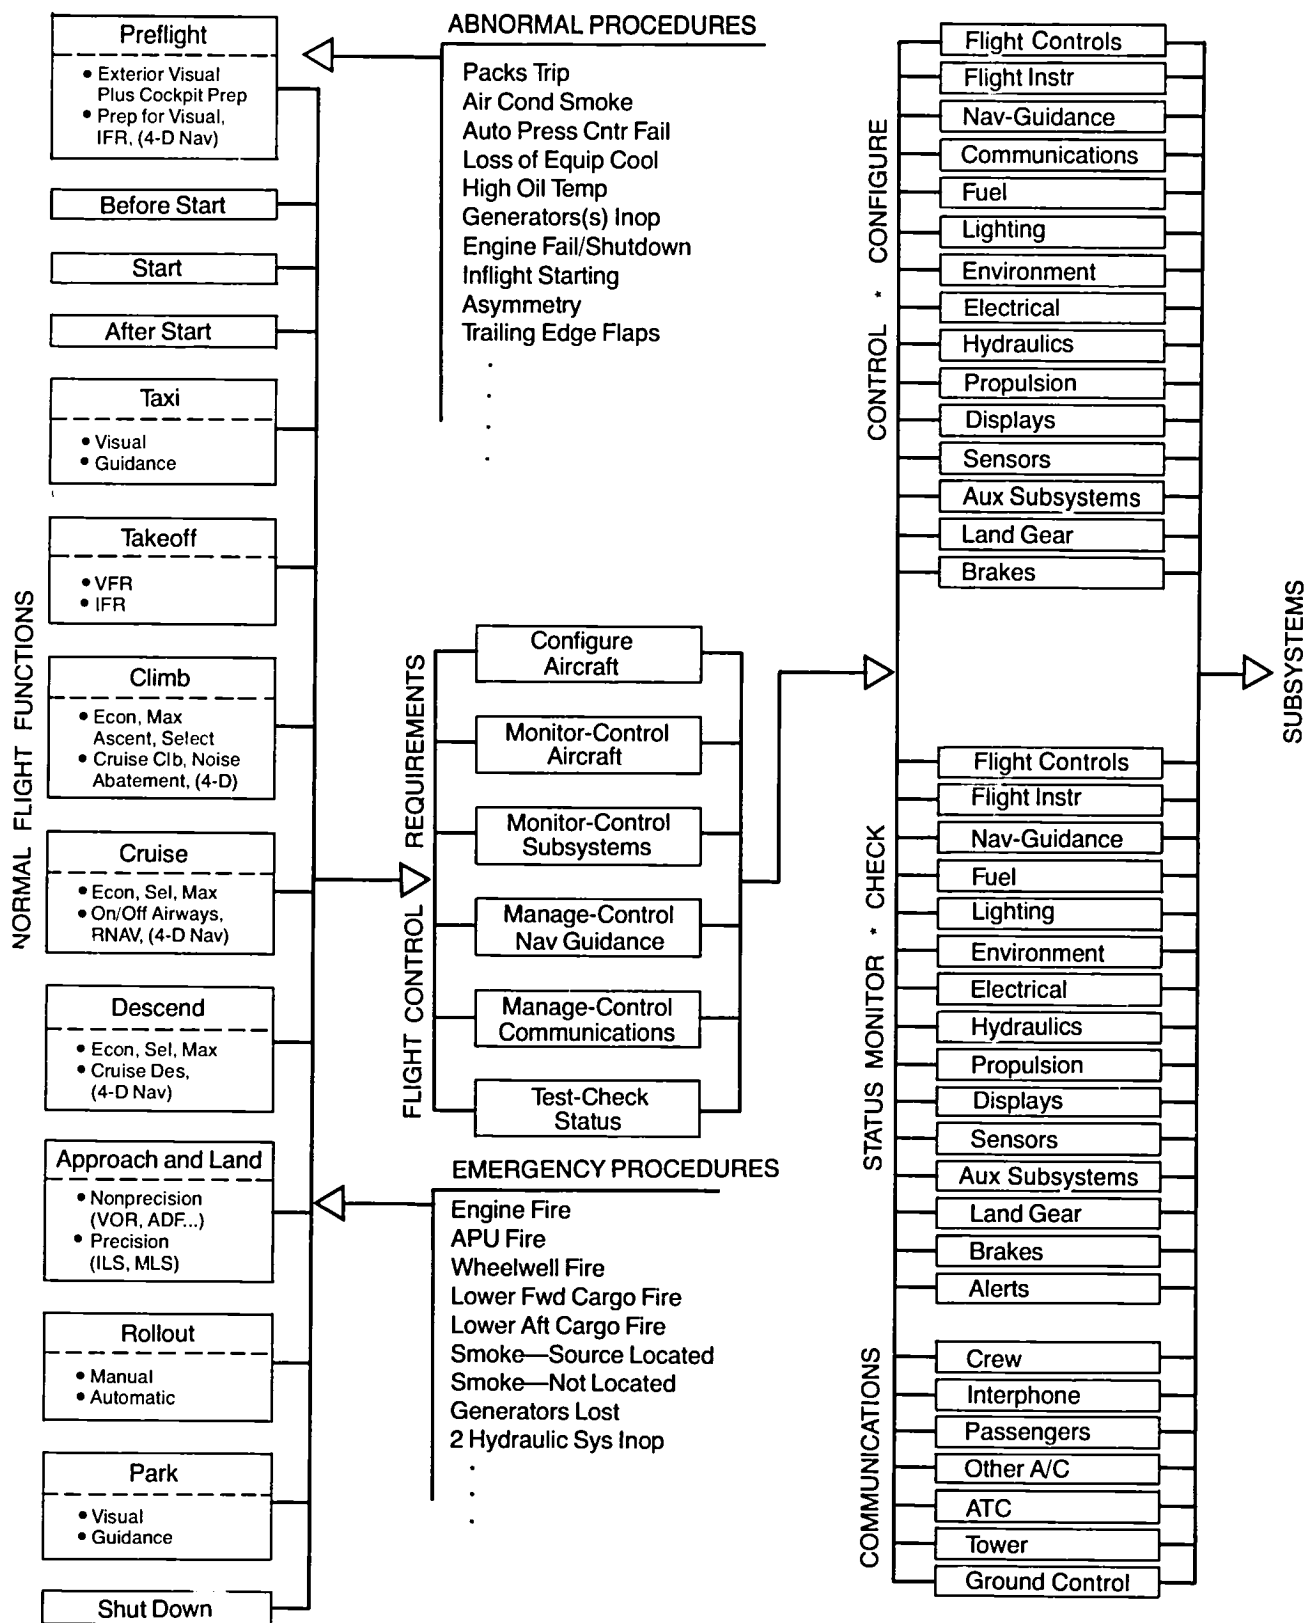 NORMAL FLIGHT FUNCTIONS
Preflight
• Exterior Visual
Plus Cockpit Prep
• Prep for Visual,
IFR, (4-D Nav)
Before Start
Start
After Start
Taxi
• Visual
• Guidance
Takeoff
• VFR
• IFR
Climb
• Econ, Max
Ascent, Select
• Cruise Clb, Noise
Abatement, (4-D)
Cruise
• Econ, Sel, Max
• On/Off Airways,
RNAV, (4-D Nav)
Descend
• Econ, Sel, Max
• Cruise Des,
(4-D Nav)
Approach and Land
• Nonprecision
(VOR, ADF...)
• Precision
(ILS, MLS)
Rollout
• Manual
• Automatic
Park
• Visual
• Guidance
Shut Down
ABNORMAL PROCEDURES
Packs Trip
Air Cond Smoke
Auto Press Cntr Fail
Loss of Equip Cool
High Oil Temp
Generators(s) Inop
Engine Fail/Shutdown
Inflight Starting
Asymmetry
Trailing Edge Flaps
.
.
.
.
FLIGHT CONTROL REQUIREMENTS
Configure
Aircraft
Monitor-Control
Aircraft
Monitor-Control
Subsystems
Manage-Control
Nav Guidance
Manage-Control
Communications
Test-Check
Status
EMERGENCY PROCEDURES
Engine Fire
APU Fire
Wheelwell Fire
Lower Fwd Cargo Fire
Lower Aft Cargo Fire
Smoke—Source Located
Smoke—Not Located
Generators Lost
2 Hydraulic Sys Inop
.
.
.
CONTROL * CONFIGURE
Flight Controls
Flight Instr
Nav-Guidance
Communications
Fuel
Lighting
Environment
Electrical
Hydraulics
Propulsion
Displays
Sensors
Aux Subsystems
Land Gear
Brakes
STATUS MONITOR * CHECK
Flight Controls
Flight Instr
Nav-Guidance
Fuel
Lighting
Environment
Electrical
Hydraulics
Propulsion
Displays
Sensors
Aux Subsystems
Land Gear
Brakes
Alerts
COMMUNICATIONS
Crew
Interphone
Passengers
Other A/C
ATC
Tower
Ground Control
SUBSYSTEMS